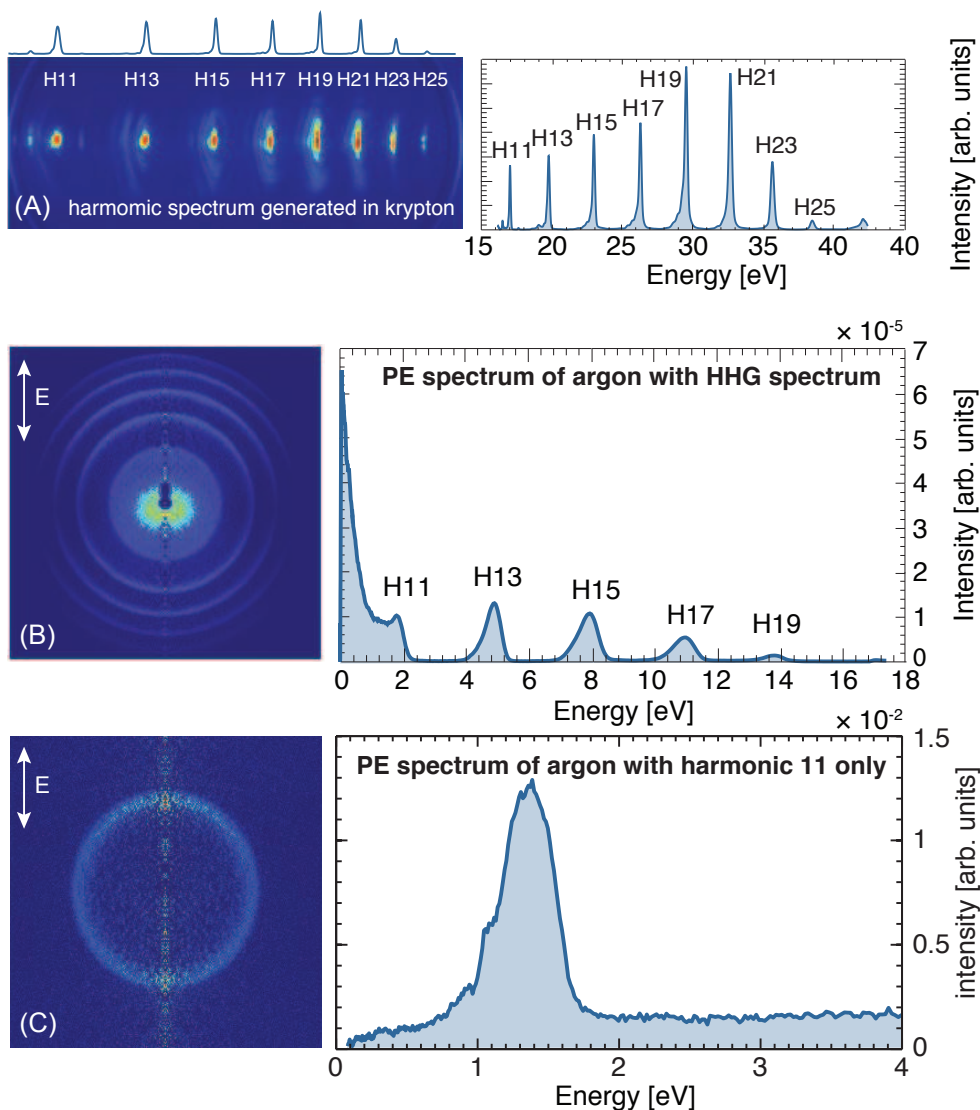 H11 H13 H15 H17 H19 H21 H23 H25
(A) harmomic spectrum generated in krypton
H11 H13 H15 H17 H19 H21 H23 H25
15 20 25 30 35 40 45 40
Energy [eV]
Intensity [arb. units]
E
(B)
× 10-5
PE spectrum of argon with HHG spectrum
H11 H13 H15 H17 H19
7
6
5
4
3
2
1
0
0 2 4 6 8 10 11 14 16 18
Energy [eV]
Intensity [arb. units]
E
(C)
× 10-2
PE spectrum of argon with harmonic 11 only
1.5
1
0.5
0
0 1 2 3 4
Energy [eV]
intensity [arb. units]